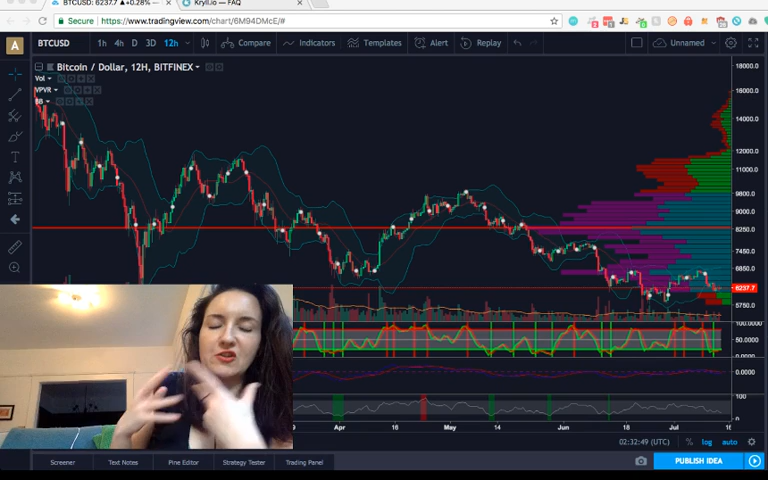 BTCUSD: 6237.7 ▲+0.28%
Kryll.io — FAQ
Secure https://www.tradingview.com/chart/6M94DMcE/#
A BTCUSD 1h 4h D 3D 12h Compare Indicators Templates Alert Replay Unnamed
Bitcoin / Dollar, 12H, BITFINEX
Vol
VPVR
BB
18000.0
16000.0
14000.0
12000.0
11000.0
9800.0
9000.0
8250.0
7450.0
6850.0
6237.7
5750.0
100.0000
50.0000
0.0000
0.0000
100
0
Apr 16 May 14 Jun 18 Jul
02:32:49 (UTC) % log auto
Screener Text Notes Pine Editor Strategy Tester Trading Panel PUBLISH IDEA